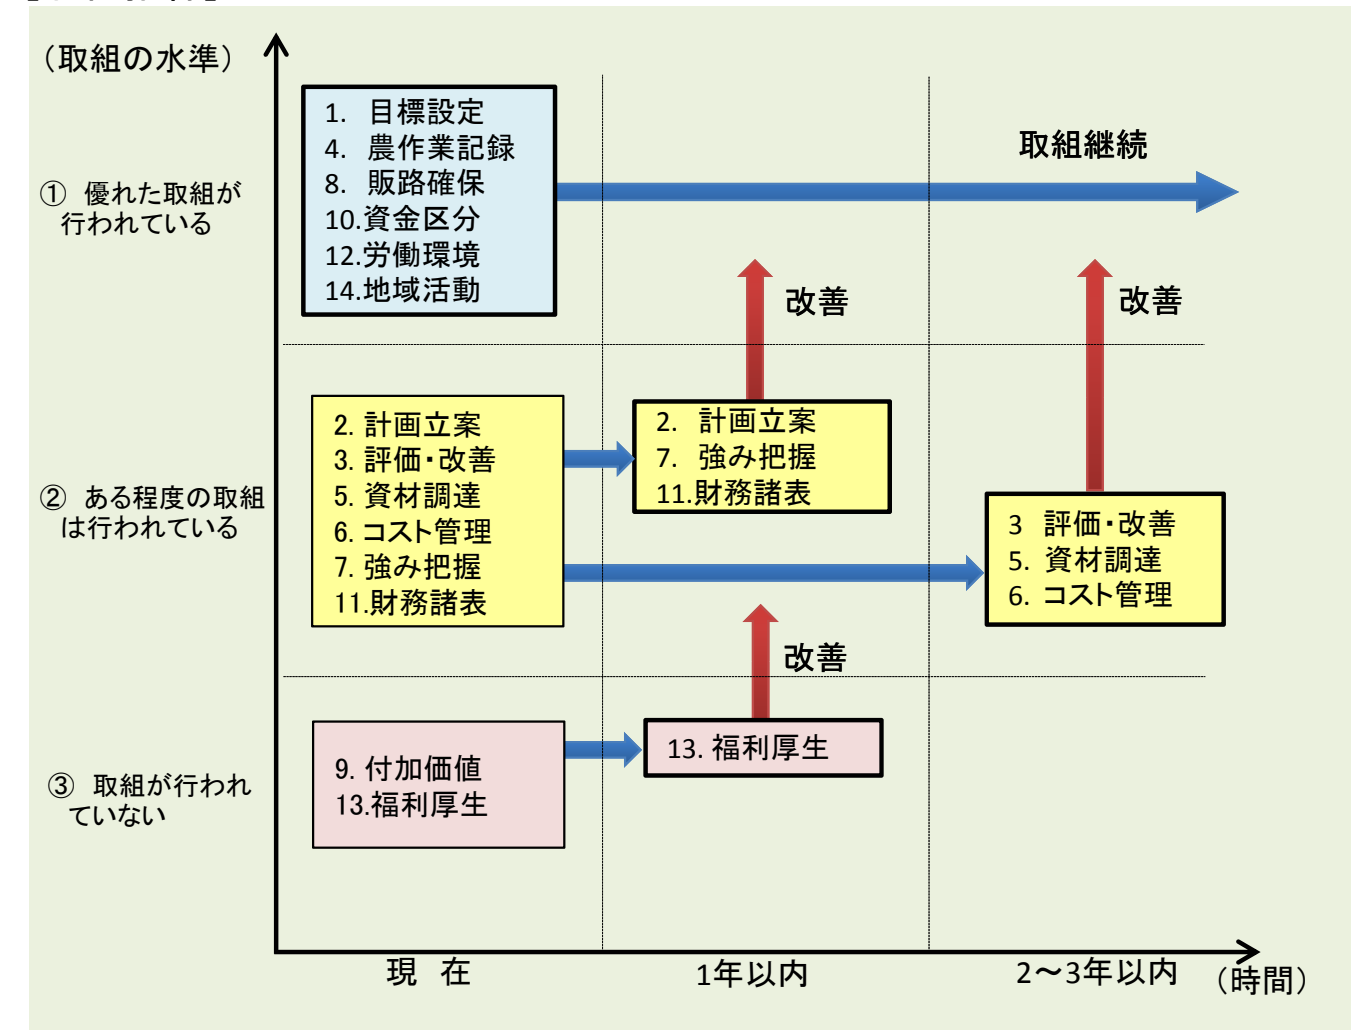 （取組の水準）
1. 目標設定
4. 農作業記録
8. 販路確保
10.資金区分
12.労働環境
14.地域活動
取組継続
① 優れた取組が
行われている
改善
改善
2. 計画立案
3. 評価・改善
5. 資材調達
6. コスト管理
7. 強み把握
11.財務諸表
2. 計画立案
7. 強み把握
11.財務諸表
② ある程度の取組
は行われている
3 評価・改善
5. 資材調達
6. コスト管理
改善
9. 付加価値
13.福利厚生
13. 福利厚生
③ 取組が行われ
ていない
現 在
1年以内
2～3年以内
（時間）